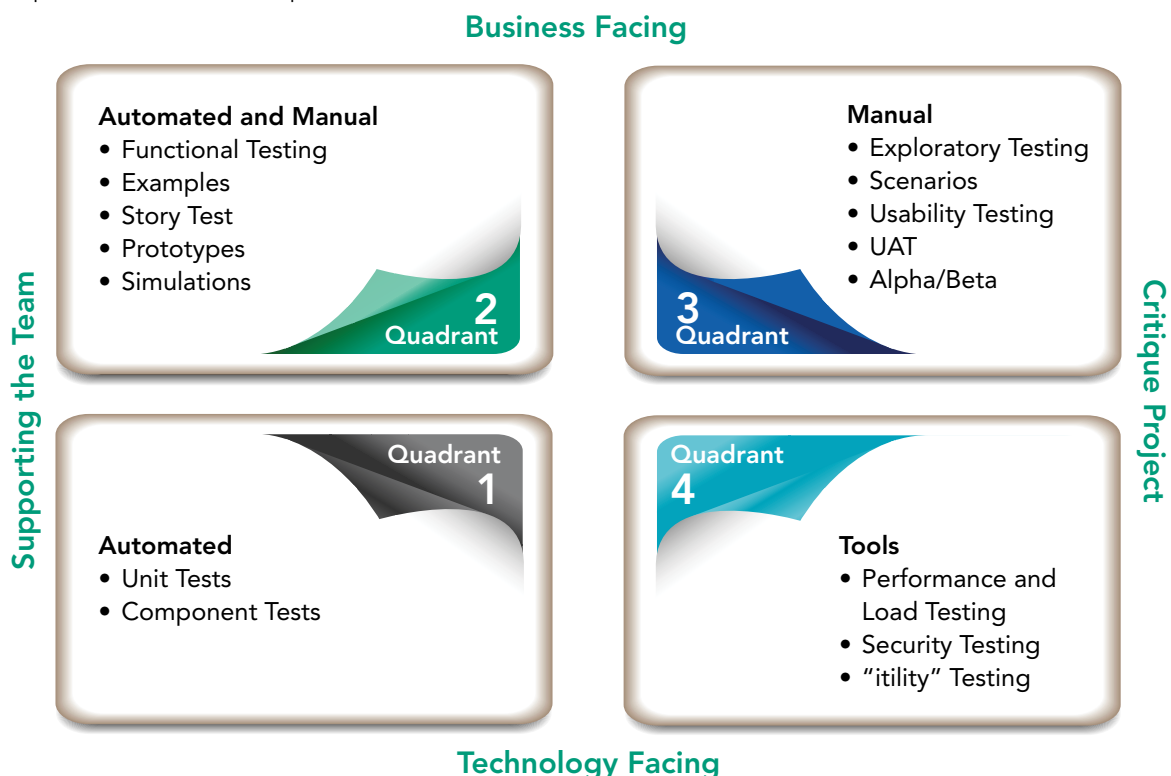 Business Facing
Automated and Manual
• Functional Testing
• Examples
• Story Test
• Prototypes
• Simulations
2
Quadrant
Manual
• Exploratory Testing
• Scenarios
• Usability Testing
• UAT
• Alpha/Beta
3
Quadrant
Supporting the Team
Critique Project
Quadrant
1
Automated
• Unit Tests
• Component Tests
Quadrant
4
Tools
• Performance and
Load Testing
• Security Testing
• “itility” Testing
Technology Facing